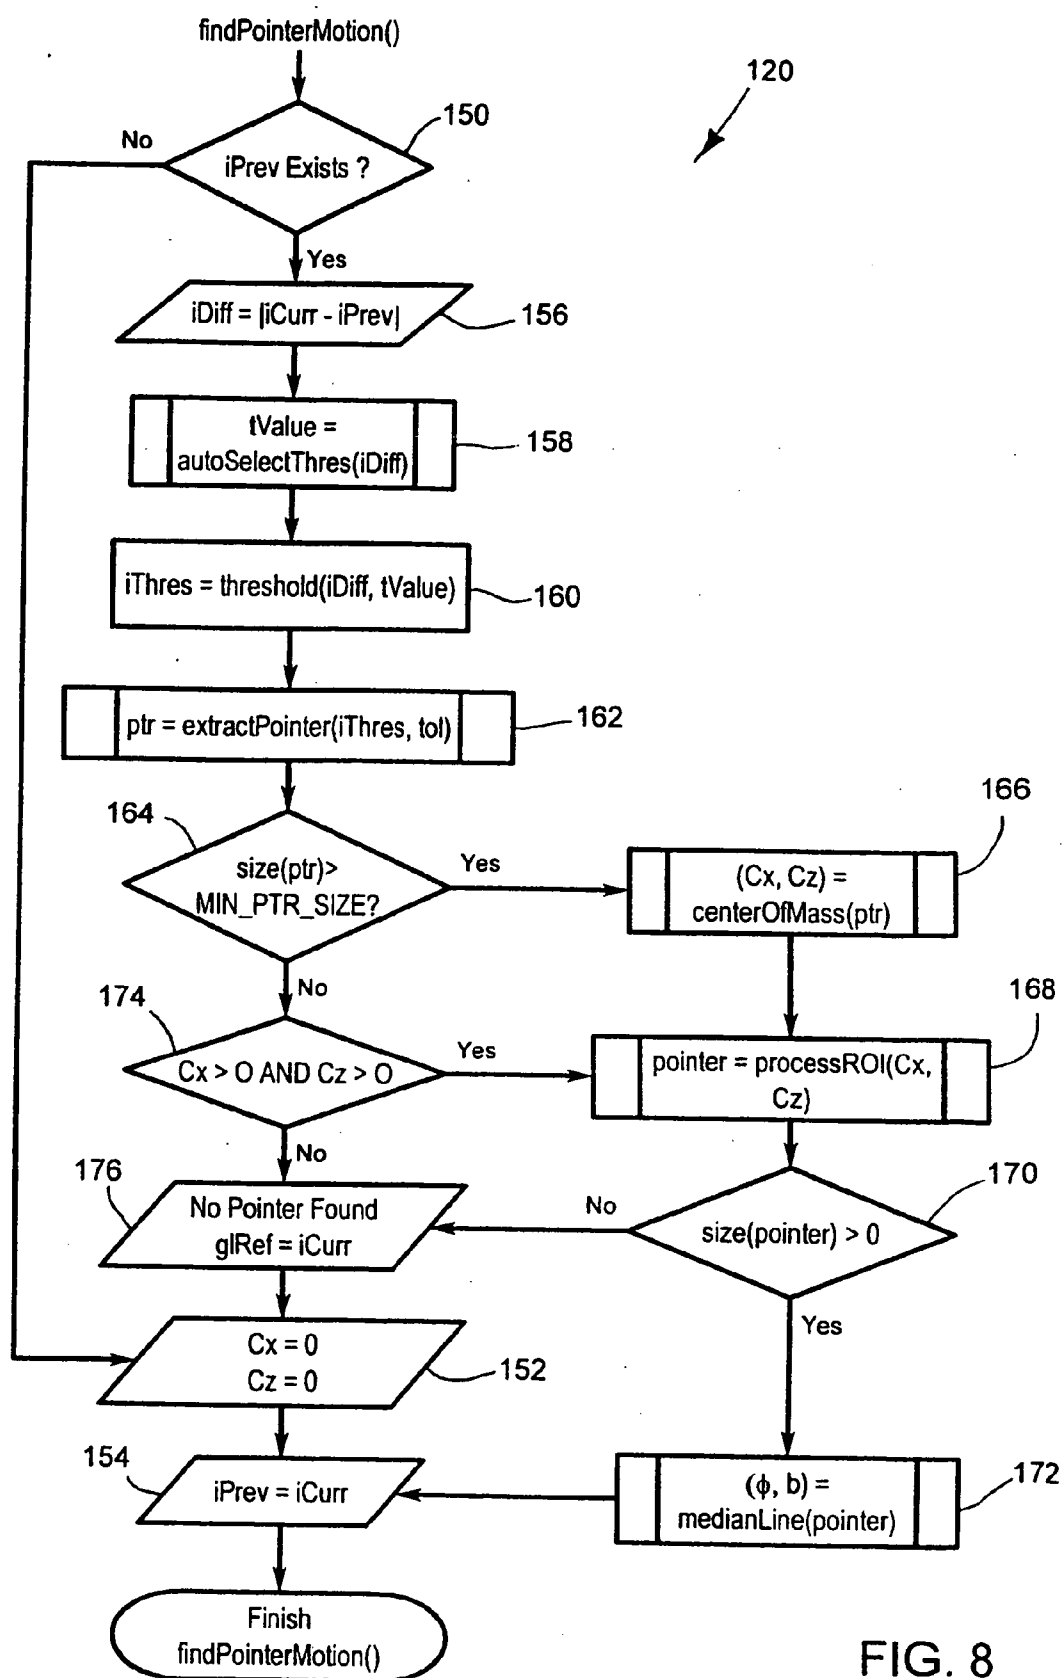 findPointerMotion()
120
150
No
iPrev Exists ?
Yes
iDiff = |iCurr - iPrev|
156
tValue =
autoSelectThres(iDiff)
158
iThres = threshold(iDiff, tValue)
160
ptr = extractPointer(iThres, tol)
162
164
size(ptr)>
MIN_PTR_SIZE?
Yes
166
(Cx, Cz) =
centerOfMass(ptr)
No
174
Cx > O AND Cz > O
Yes
168
pointer = processROI(Cx,
Cz)
No
176
No Pointer Found
glRef = iCurr
No
170
size(pointer) > 0
Yes
Cx = 0
Cz = 0
152
154
iPrev = iCurr
(ϕ, b) =
medianLine(pointer)
172
Finish
findPointerMotion()
FIG. 8